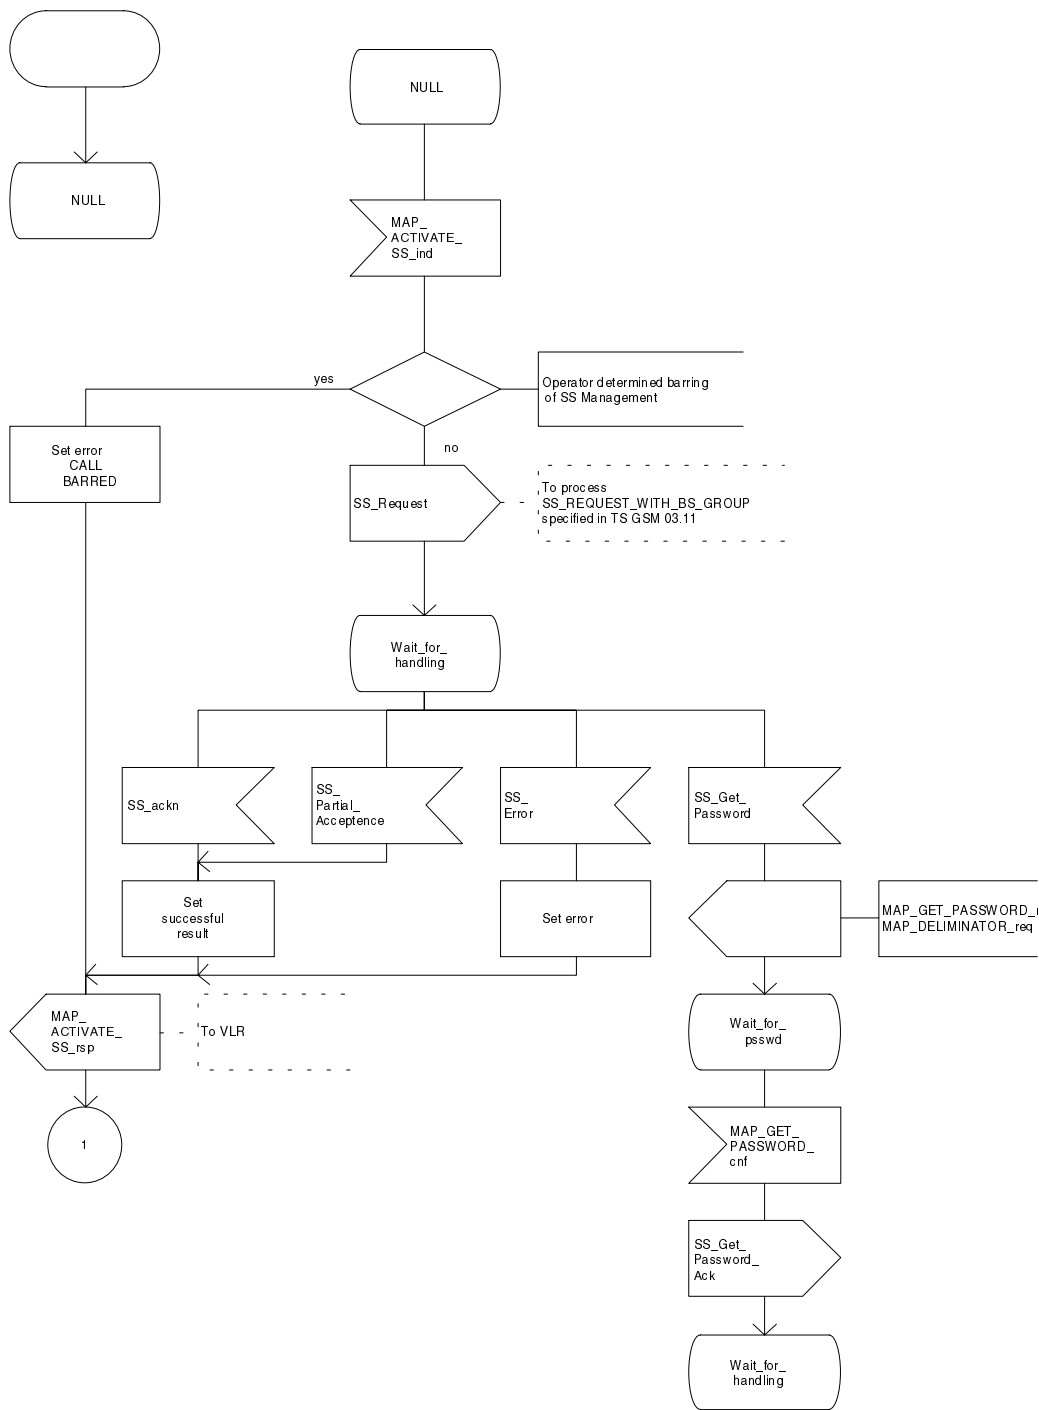 NULL
NULL
MAP_
ACTIVATE_
SS_ind
yes
Operator determined barring
of SS Management
no
Set error
CALL
BARRED
SS_Request
To process
SS_REQUEST_WITH_BS_GROUP
specified in TS GSM 03.11
Wait_for_
handling
SS_ackn
SS_
Partial_
Acceptence
SS_
Error
SS_Get_
Password
Set
successful
result
Set error
MAP_GET_PASSWORD_r
MAP_DELIMINATOR_req
MAP_
ACTIVATE_
SS_rsp
To VLR
Wait_for_
psswd
1
MAP_GET_
PASSWORD_
cnf
SS_Get_
Password_
Ack
Wait_for_
handling